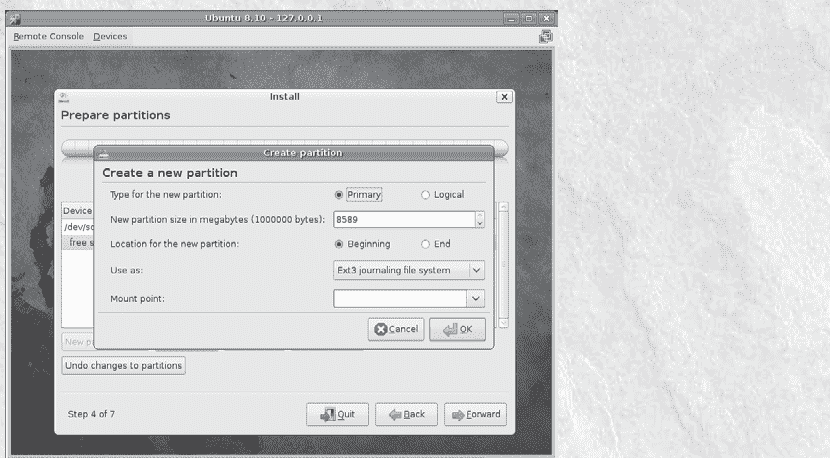 Ubuntu 8.10 - 127.0.0.1
Remote Console Devices
Install
Prepare partitions
Create partition
Create a new partition
Type for the new partition: Primary Logical
New partition size in megabytes (1000000 bytes): 8589
Location for the new partition: Beginning End
Use as: Ext3 journaling file system
Mount point:
Cancel OK
Device
free
New
Undo changes to partitions
Step 4 of 7 Quit Back Forward